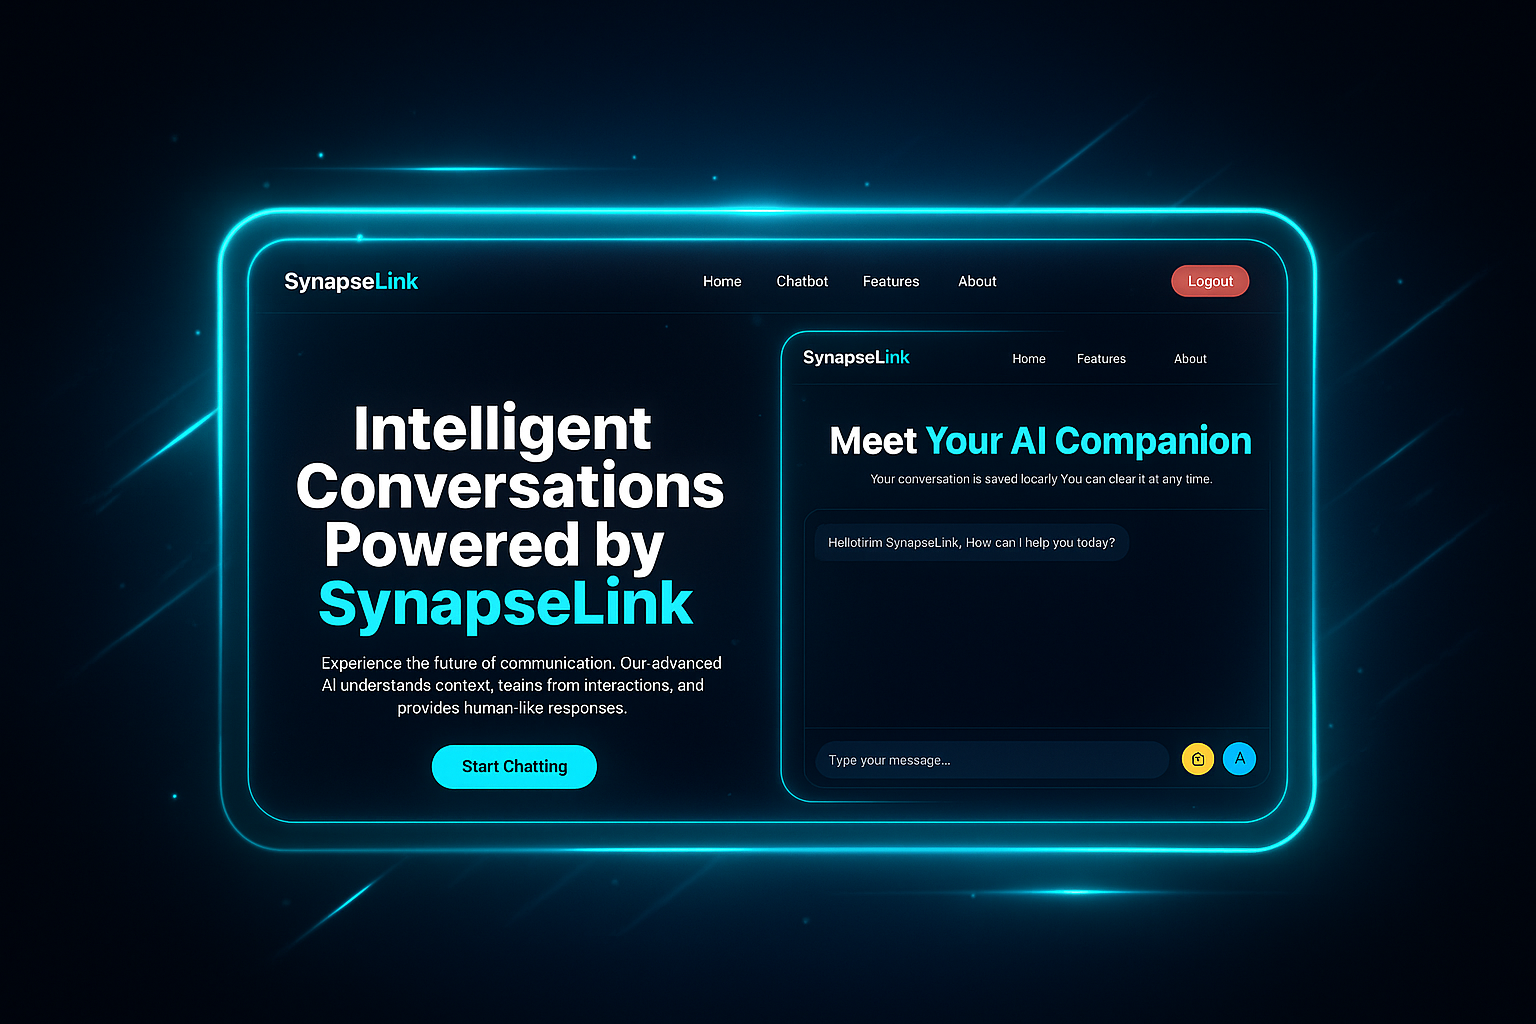 SynapseLink
Home Chatbot Features About
Logout
Intelligent
Conversations
Powered by
SynapseLink
Experience the future of communication. Our-advanced
AI understands context, teains from interactions, and
provides human-like responses.
Start Chatting
SynapseLink
Home Features About
Meet Your AI Companion
Your conversation is saved locarly You can clear it at any time.
Hellotirim SynapseLink, How can I help you today?
Type your message...
A